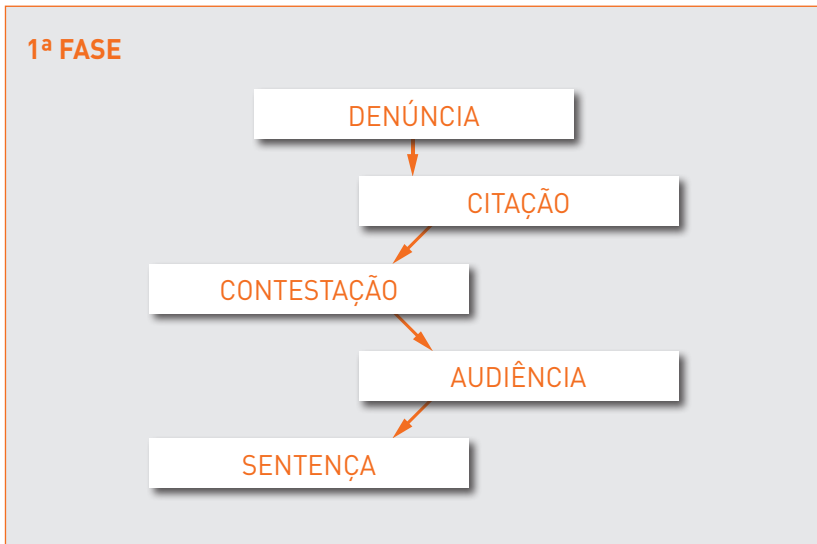 1ª FASE
DENÚNCIA
CITAÇÃO
CONTESTAÇÃO
AUDIÊNCIA
SENTENÇA